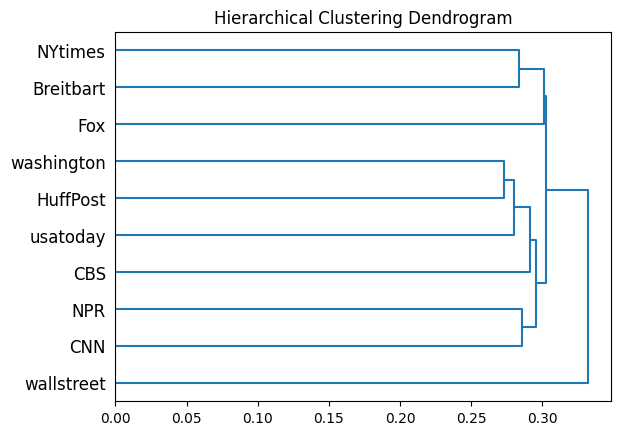 Hierarchical Clustering Dendrogram
NYtimes
Breitbart
Fox
washington
HuffPost
usatoday
CBS
NPR
CNN
wallstreet
0.00 0.05 0.10 0.15 0.20 0.25 0.30